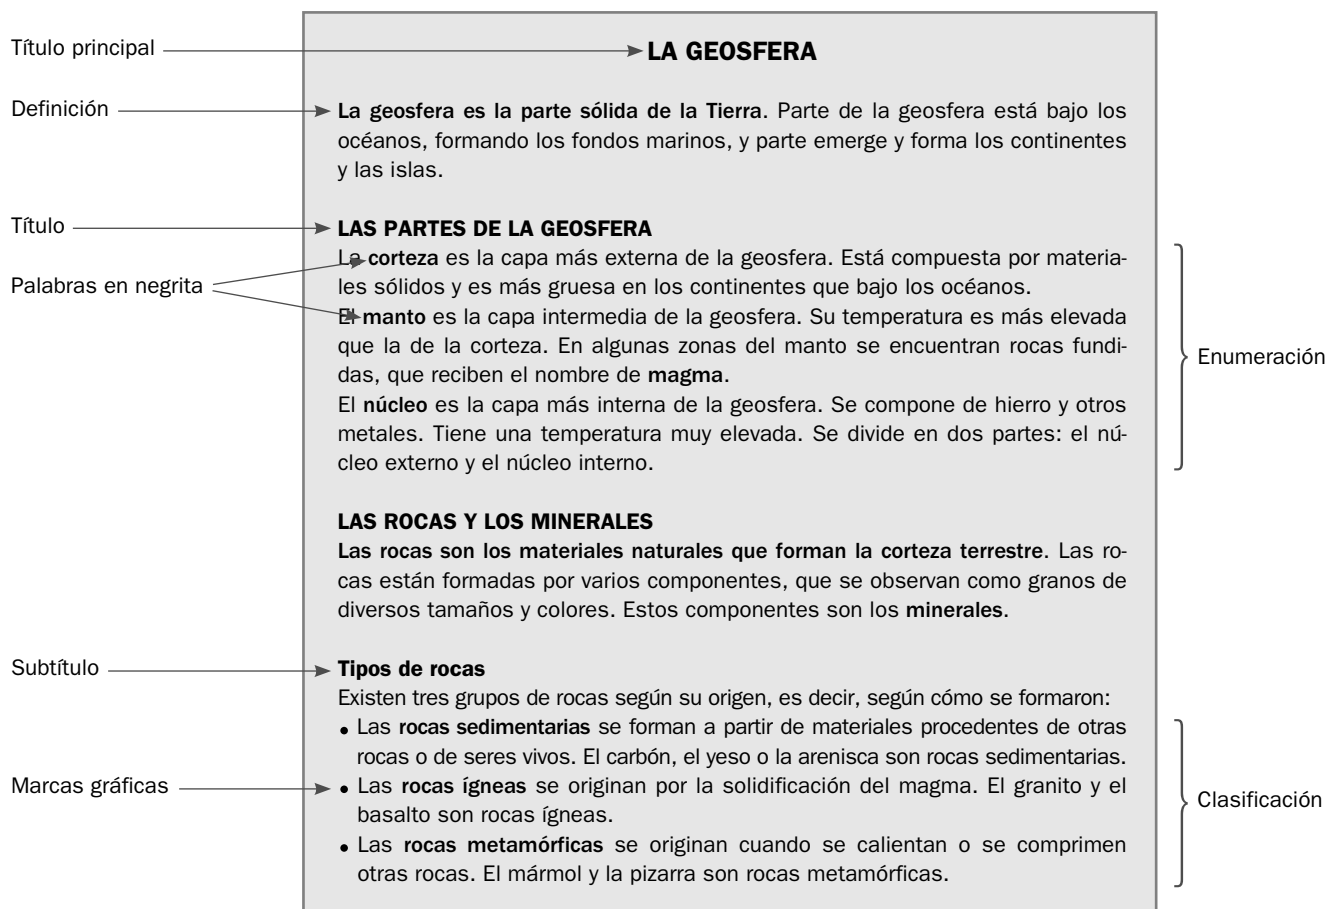 Título principal
LA GEOSFERA
Definición
La geosfera es la parte sólida de la Tierra. Parte de la geosfera está bajo los
océanos, formando los fondos marinos, y parte emerge y forma los continentes
y las islas.
Título
LAS PARTES DE LA GEOSFERA
La corteza es la capa más externa de la geosfera. Está compuesta por materia-
Palabras en negrita
les sólidos y es más gruesa en los continentes que bajo los océanos.
El manto es la capa intermedia de la geosfera. Su temperatura es más elevada
que la de la corteza. En algunas zonas del manto se encuentran rocas fundi-
Enumeración
das, que reciben el nombre de magma.
El núcleo es la capa más interna de la geosfera. Se compone de hierro y otros
metales. Tiene una temperatura muy elevada. Se divide en dos partes: el nú-
cleo externo y el núcleo interno.
LAS ROCAS Y LOS MINERALES
Las rocas son los materiales naturales que forman la corteza terrestre. Las ro-
cas están formadas por varios componentes, que se observan como granos de
diversos tamaños y colores. Estos componentes son los minerales.
Subtítulo
Tipos de rocas
Existen tres grupos de rocas según su origen, es decir, según cómo se formaron:
• Las rocas sedimentarias se forman a partir de materiales procedentes de otras
rocas o de seres vivos. El carbón, el yeso o la arenisca son rocas sedimentarias.
Marcas gráficas
• Las rocas ígneas se originan por la solidificación del magma. El granito y el
basalto son rocas ígneas.
Clasificación
• Las rocas metamórficas se originan cuando se calientan o se comprimen
otras rocas. El mármol y la pizarra son rocas metamórficas.